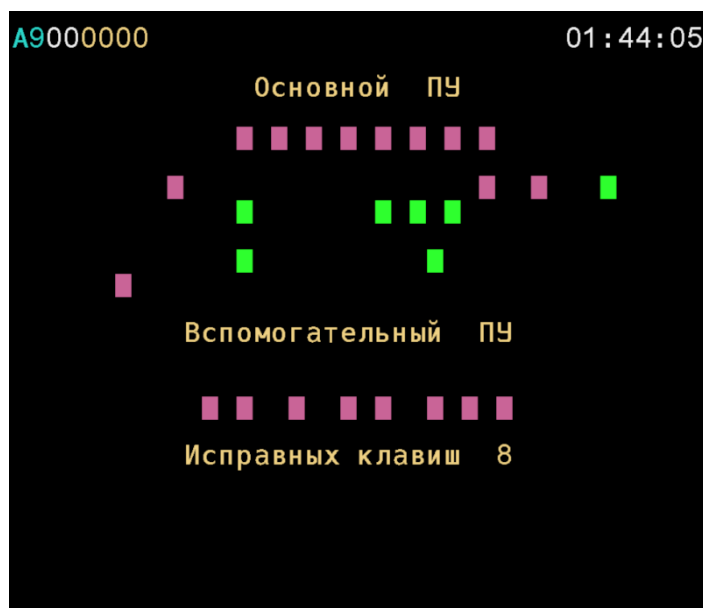 A9000000 01:44:05
Основной ПУ
Вспомогательный ПУ
Исправных клавиш 8